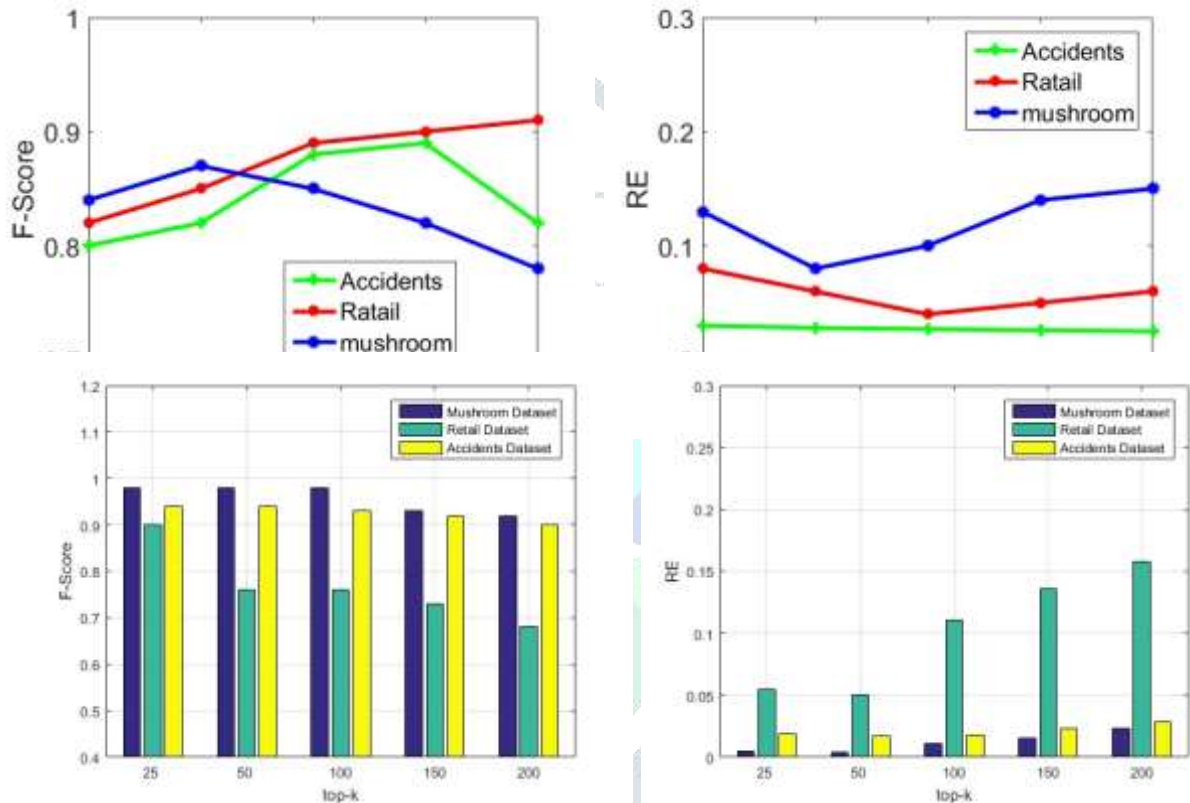 1
0.9
0.8
F-Score
Accidents
Ratail
mushroom
0.3
0.2
0.1
RE
Accidents
Ratail
mushroom
1.2
1.1
1
0.9
0.8
0.7
0.6
0.5
0.4
F-Score
Mushroom Dataset
Retail Dataset
Accidents Dataset
25 50 100 150 200
top-k
0.3
0.25
0.2
0.15
0.1
0.05
0
RE
Mushroom Dataset
Retail Dataset
Accidents Dataset
25 50 100 150 200
top-k